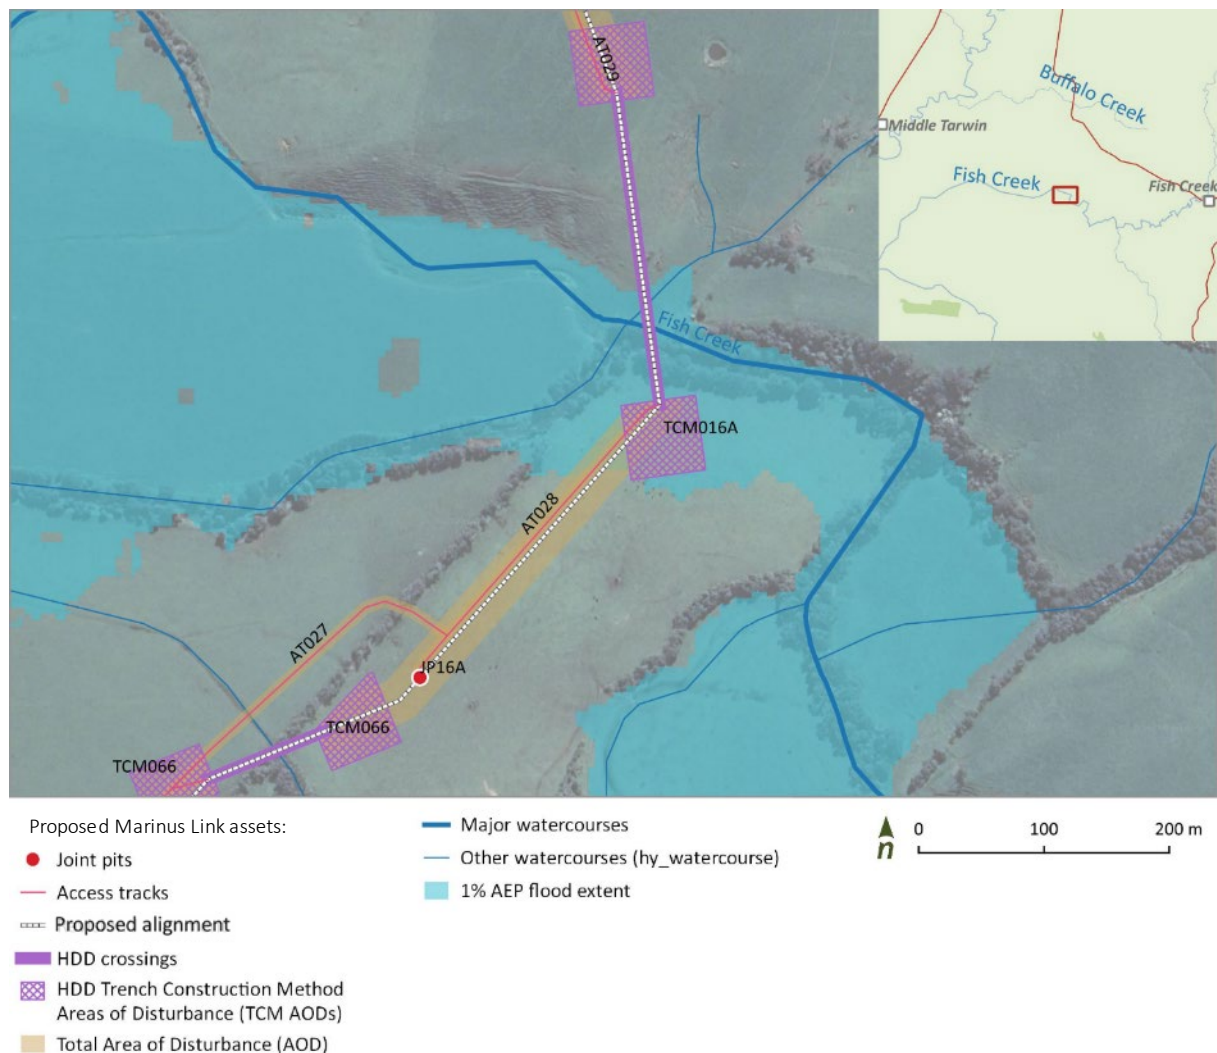 AT029
Buffalo Creek
Middle Tarwin
Fish Creek
Fish Creek
Fish Creek
TCM016A
AT028
AT027
JP16A
TCM066
TCM066
Proposed Marinus Link assets:
Joint pits
Access tracks
Proposed alignment
HDD crossings
HDD Trench Construction Method
Areas of Disturbance (TCM AODs)
Total Area of Disturbance (AOD)
Major watercourses
Other watercourses (hy_watercourse)
1% AEP flood extent
n
0 100 200 m